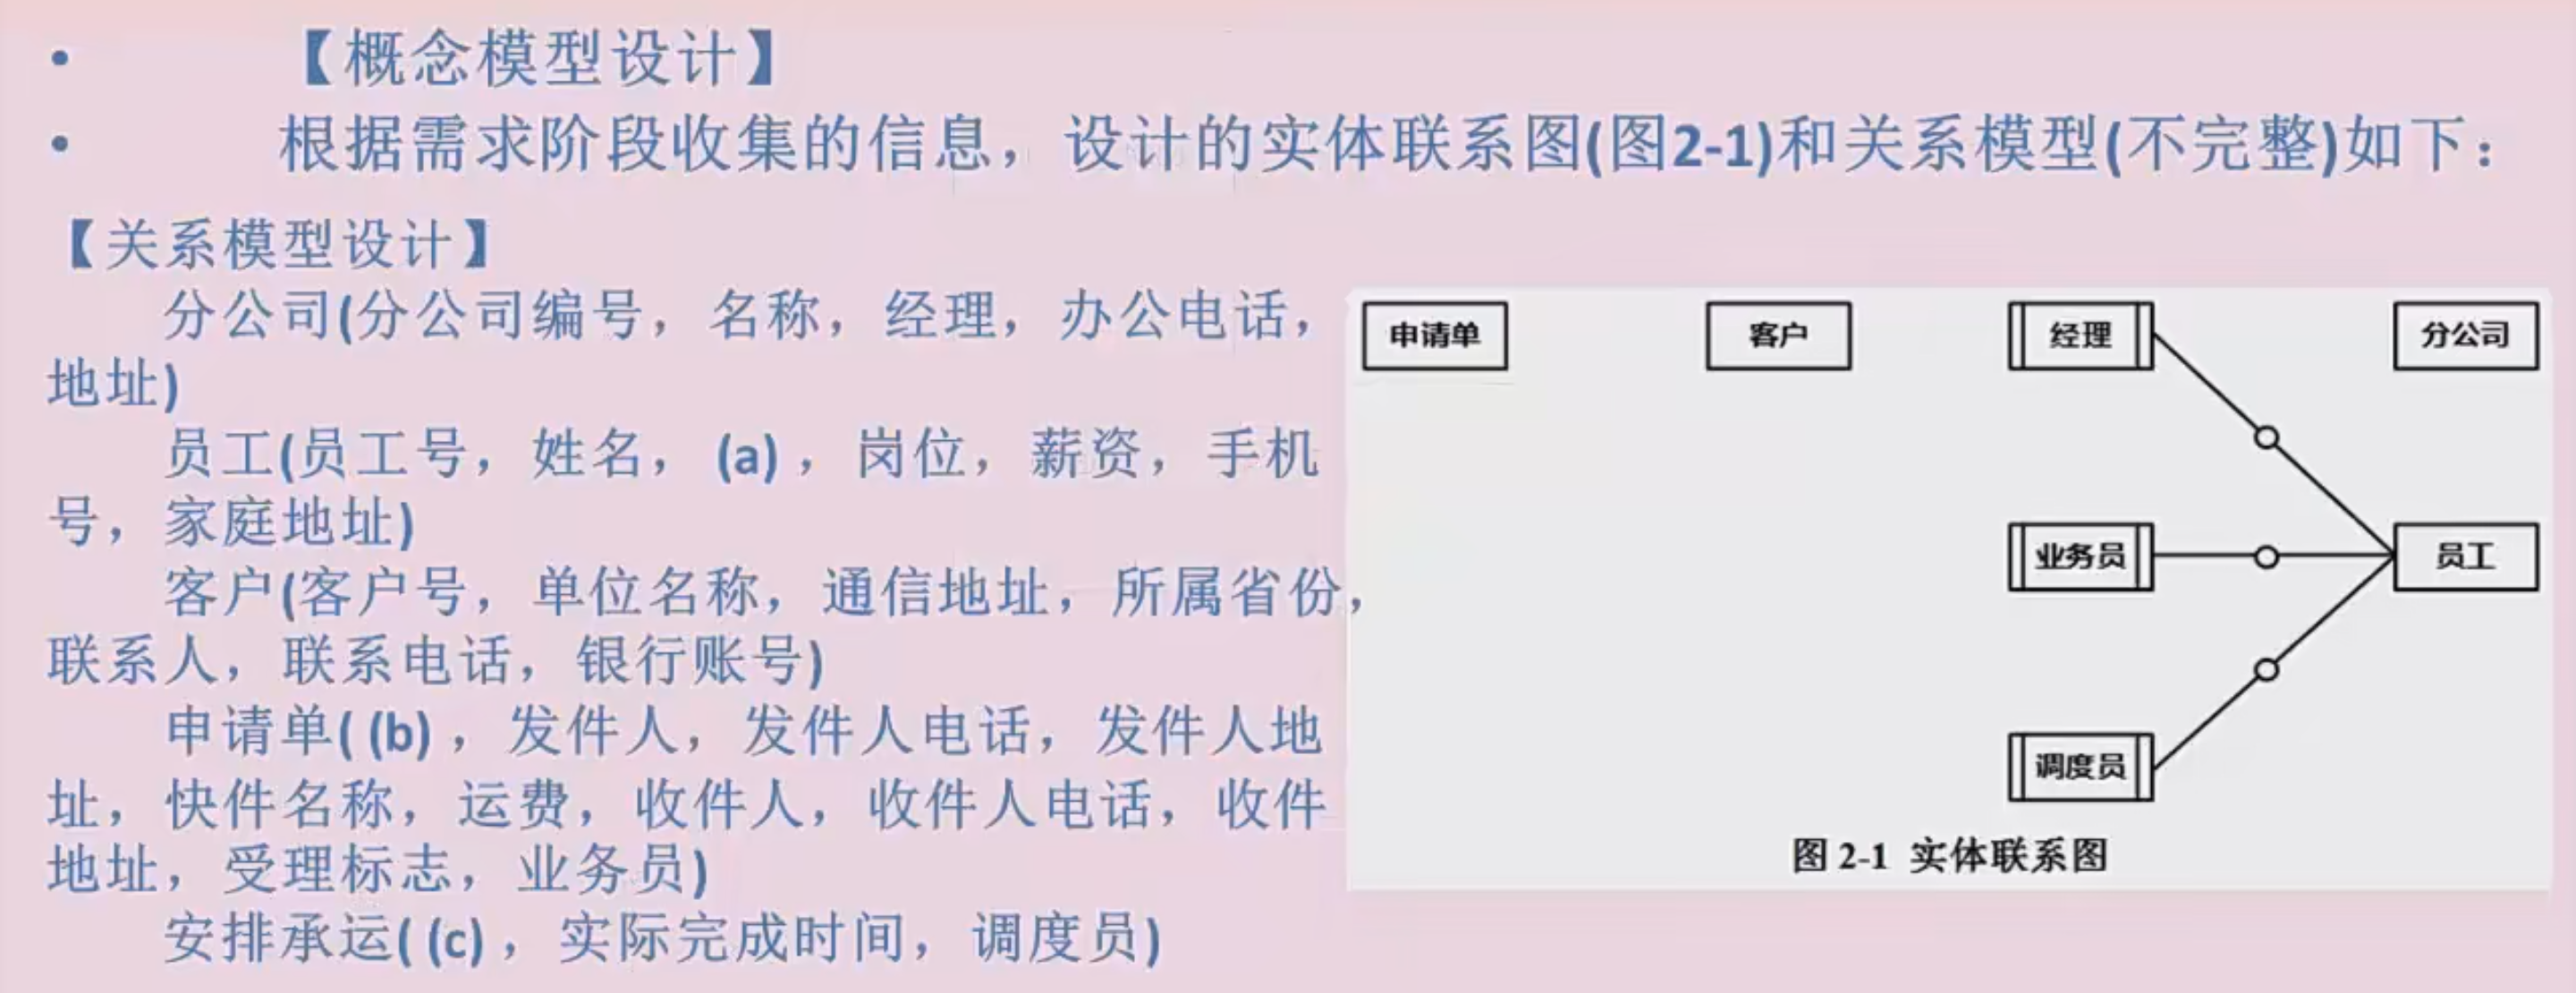 • 【概念模型设计】
• 根据需求阶段收集的信息，设计的实体联系图(图2-1)和关系模型(不完整)如下：
【关系模型设计】
分公司(分公司编号，名称，经理，办公电话，
地址)
员工(员工号，姓名， (a) ，岗位，薪资，手机
号，家庭地址)
客户(客户号，单位名称，通信地址，所属省份，
联系人，联系电话，银行账号)
申请单( (b) ，发件人，发件人电话，发件人地
址，快件名称，运费，收件人，收件人电话，收件
地址，受理标志，业务员)
安排承运( (c) ，实际完成时间，调度员)
申请单 客户 经理 分公司
业务员 员工
调度员
图 2-1 实体联系图